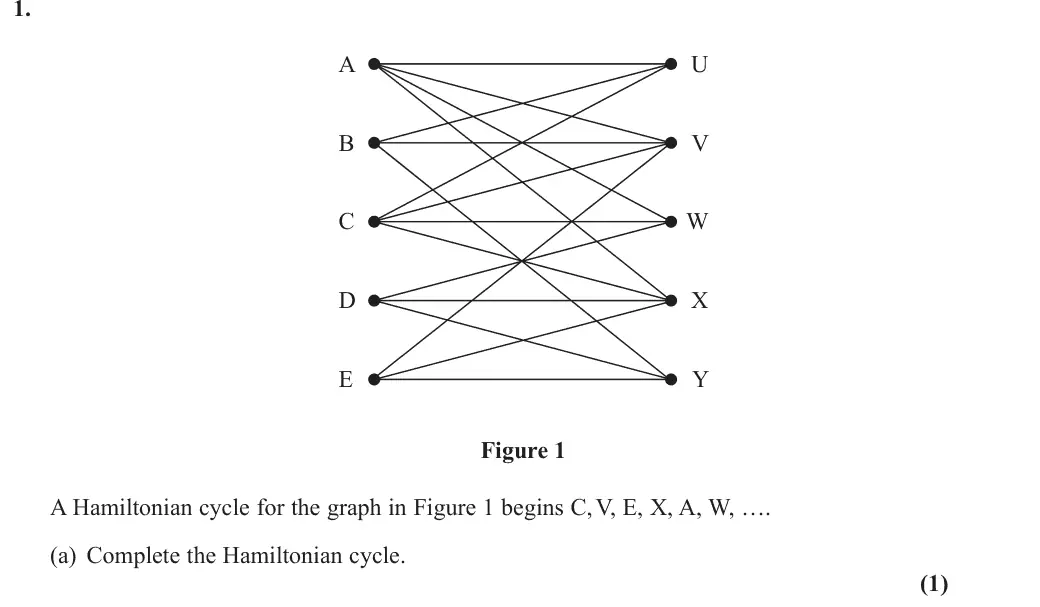 1.
A U
B V
C W
D X
E Y
Figure 1
A Hamiltonian cycle for the graph in Figure 1 begins C, V, E, X, A, W, ….
(a) Complete the Hamiltonian cycle.
(1)